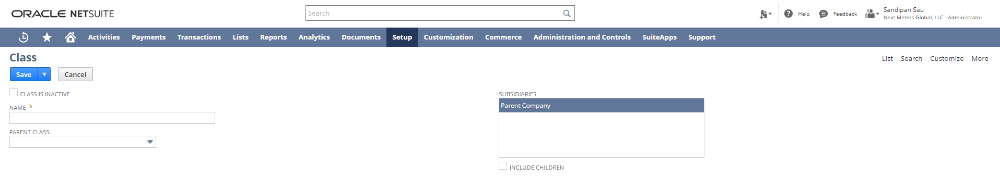 ORACLE NETSUITE
Search
Help
Feedback
Sandipan Sau
Next Meters Global, LLC - Administrator
Activities Payments Transactions Lists Reports Analytics Documents Setup Customization Commerce Administration and Controls SuiteApps Support
Class
List Search Customize More
Save Cancel
CLASS IS INACTIVE
NAME *
PARENT CLASS
SUBSIDIARIES
Parent Company
INCLUDE CHILDREN